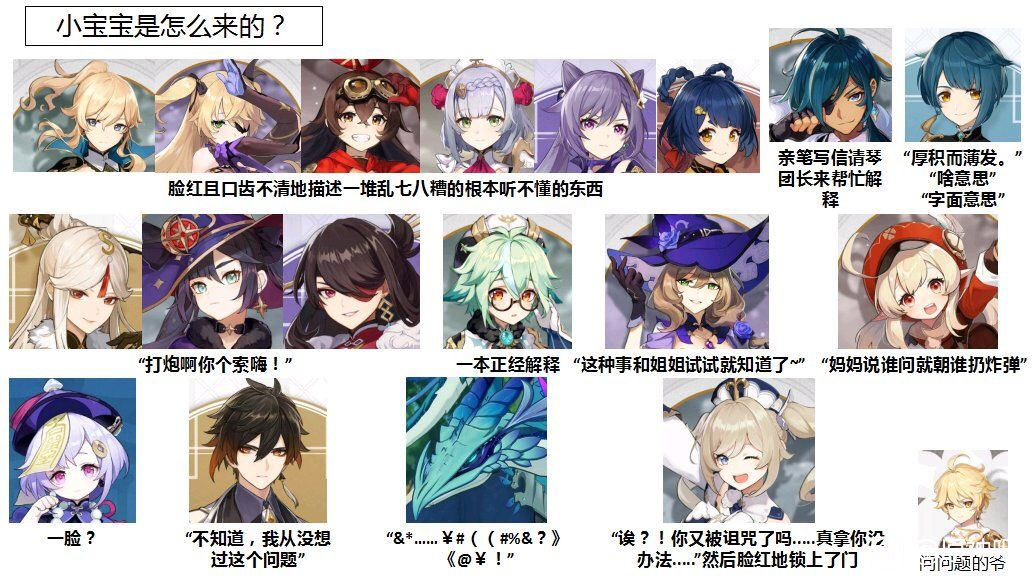 小宝宝是怎么来的？
脸红且口齿不清地描述一堆乱七八糟的根本听不懂的东西
亲笔写信请琴
团长来帮忙解
释
“厚积而薄发。”
“啥意思”
“字面意思”
“打炮啊你个索嗨！”
一本正经解释
“这种事和姐姐试试就知道了~”
“妈妈说谁问就朝谁扔炸弹”
一脸？
“不知道，我从没想
过这个问题”
“&*……￥#（（#%&？》
《@￥！”
“诶？！你又被诅咒了吗……真拿你没
办法……”然后脸红地锁上了门
问问题的爷